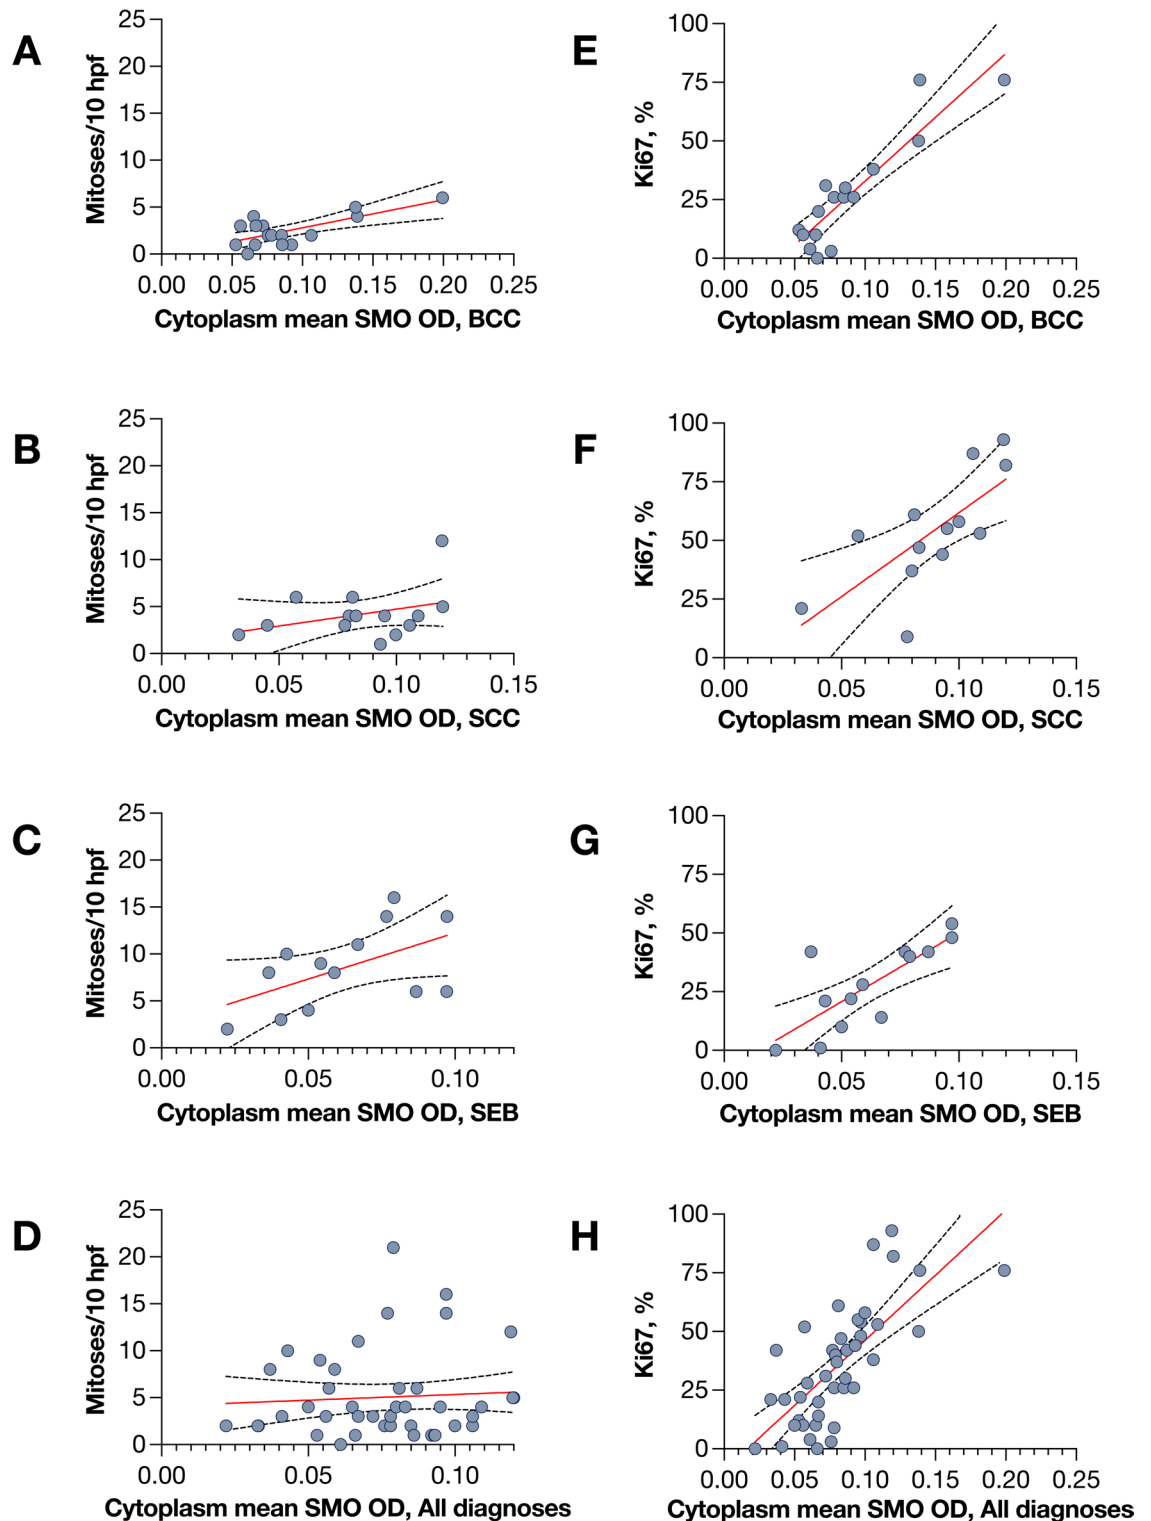 A
Mitoses/10 hpf
25
20
15
10
5
0
0.00 0.05 0.10 0.15 0.20 0.25
Cytoplasm mean SMO OD, BCC
E
Ki67, %
100
75
50
25
0
0.00 0.05 0.10 0.15 0.20 0.25
Cytoplasm mean SMO OD, BCC
B
Mitoses/10 hpf
25
20
15
10
5
0
0.00 0.05 0.10 0.15
Cytoplasm mean SMO OD, SCC
F
Ki67, %
100
75
50
25
0
0.00 0.05 0.10 0.15
Cytoplasm mean SMO OD, SCC
C
Mitoses/10 hpf
25
20
15
10
5
0
0.00 0.05 0.10
Cytoplasm mean SMO OD, SEB
G
Ki67, %
100
75
50
25
0
0.00 0.05 0.10 0.15
Cytoplasm mean SMO OD, SEB
D
Mitoses/10 hpf
25
20
15
10
5
0
0.00 0.05 0.10
Cytoplasm mean SMO OD, All diagnoses
H
Ki67, %
100
75
50
25
0
0.00 0.05 0.10 0.15 0.20 0.25
Cytoplasm mean SMO OD, All diagnoses